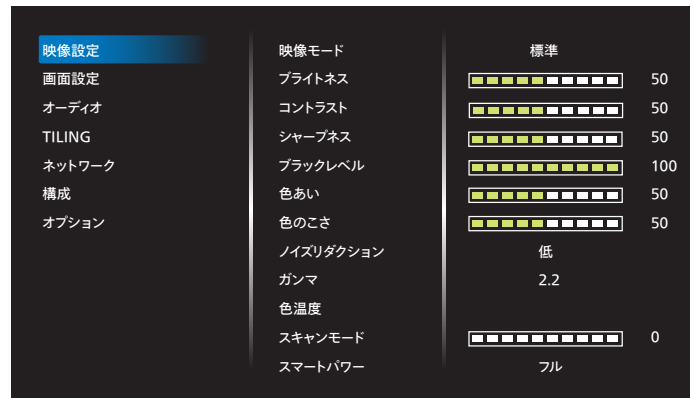 映像設定
画面設定
オーディオ
TILING
ネットワーク
構成
オプション
映像モード 標準
ブライトネス 50
コントラスト 50
シャープネス 50
ブラックレベル 100
色あい 50
色のこさ 50
ノイズリダクション 低
ガンマ 2.2
色温度
スキャンモード 0
スマートパワー フル